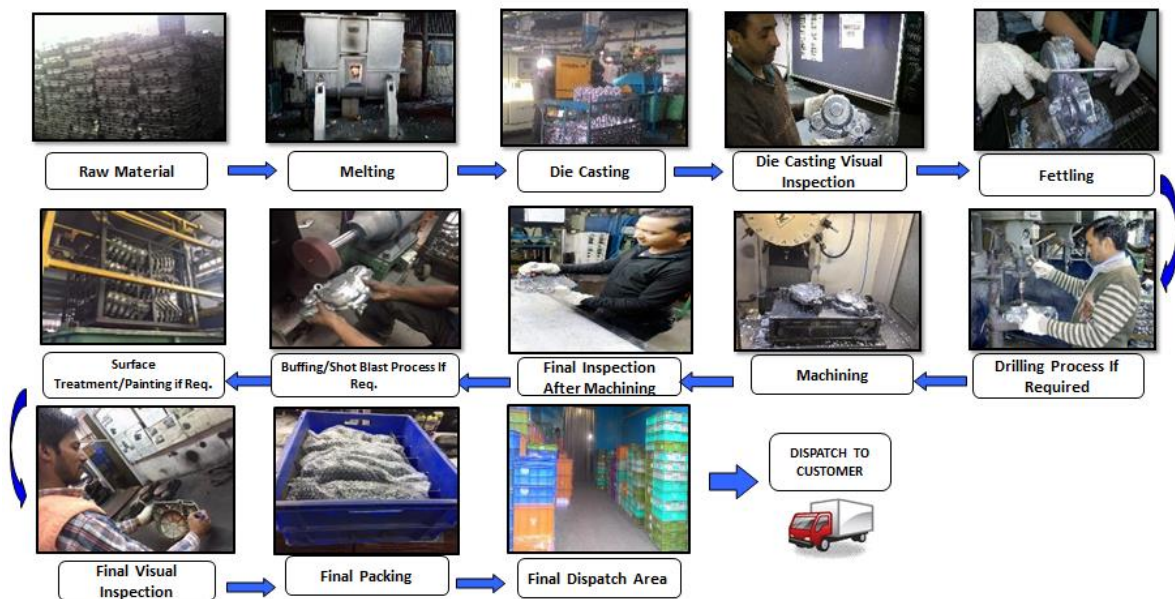 Raw Material
Melting
Die Casting
Die Casting Visual
Inspection
Fettling
Drilling Process If
Required
Machining
Final Inspection
After Machining
Buffing/Shot Blast Process If
Req.
Surface
Treatment/Painting if Req.
Final Visual
Inspection
Final Packing
Final Dispatch Area
DISPATCH TO
CUSTOMER